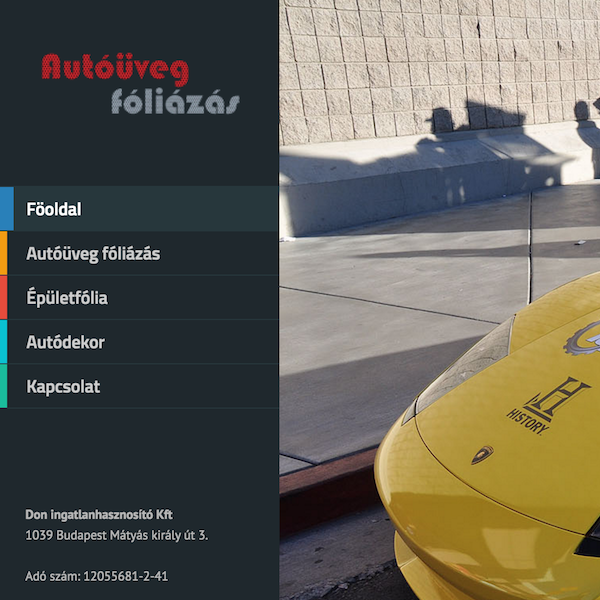 Autóüveg
fóliázás
Föoldal
Autóüveg fóliázás
Épületfólia
Autódekor
Kapcsolat
Don ingatlanhasznosító Kft
1039 Budapest Mátyás király út 3.
Adó szám: 12055681-2-41
H
HISTORY.